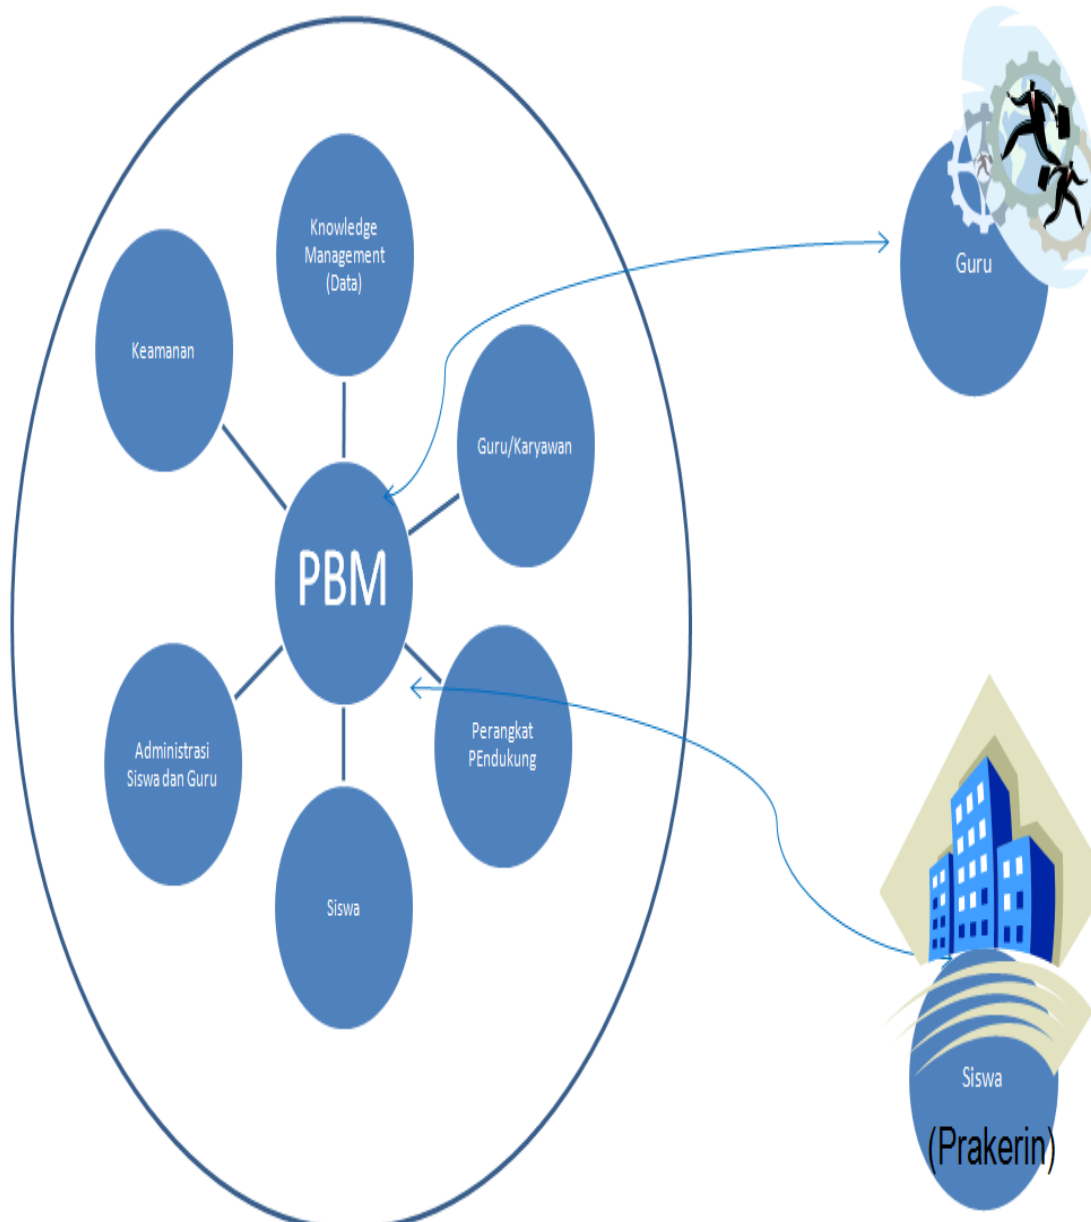 Knowledge
Management
(Data)
Keamanan
Guru/Karyawan
PBM
Administrasi
Siswa dan Guru
Perangkat
PEndukung
Siswa
Guru
Siswa
(Prakerin)